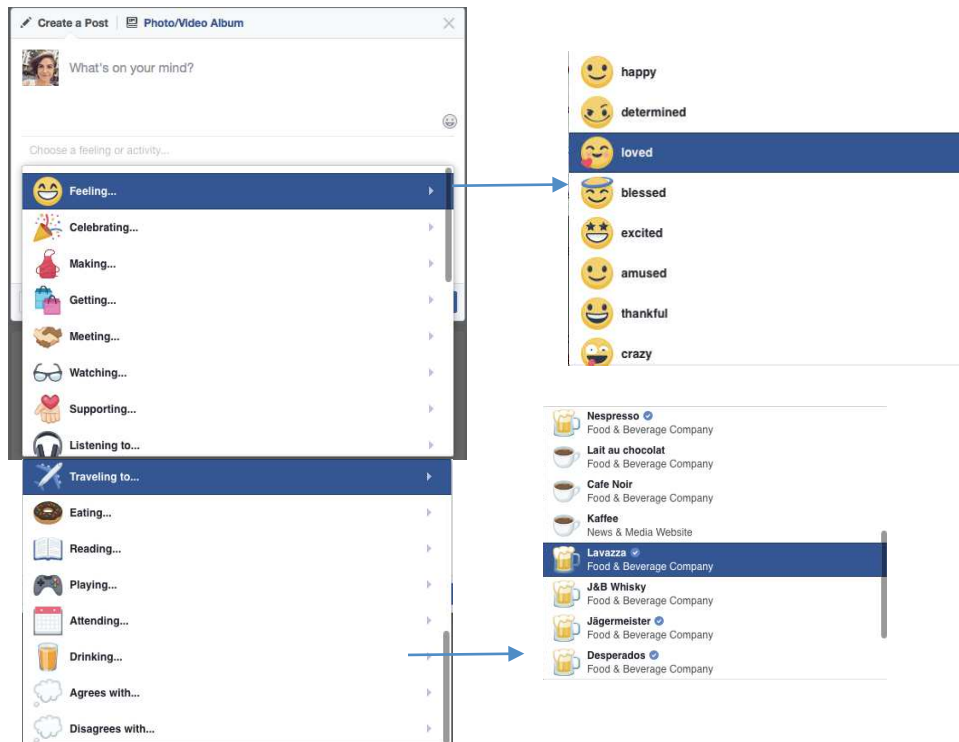 Create a Post
Photo/Video Album
What's on your mind?
Choose a feeling or activity...
Feeling...
Celebrating...
Making...
Getting...
Meeting...
Watching...
Supporting...
Listening to...
Traveling to...
Eating...
Reading...
Playing...
Attending...
Drinking...
Agrees with...
Disagrees with...
happy
determined
loved
blessed
excited
amused
thankful
crazy
Nespresso
Food & Beverage Company
Lait au chocolat
Food & Beverage Company
Cafe Noir
Food & Beverage Company
Kaffee
News & Media Website
Lavazza
Food & Beverage Company
J&B Whisky
Food & Beverage Company
Jägermeister
Food & Beverage Company
Desperados
Food & Beverage Company